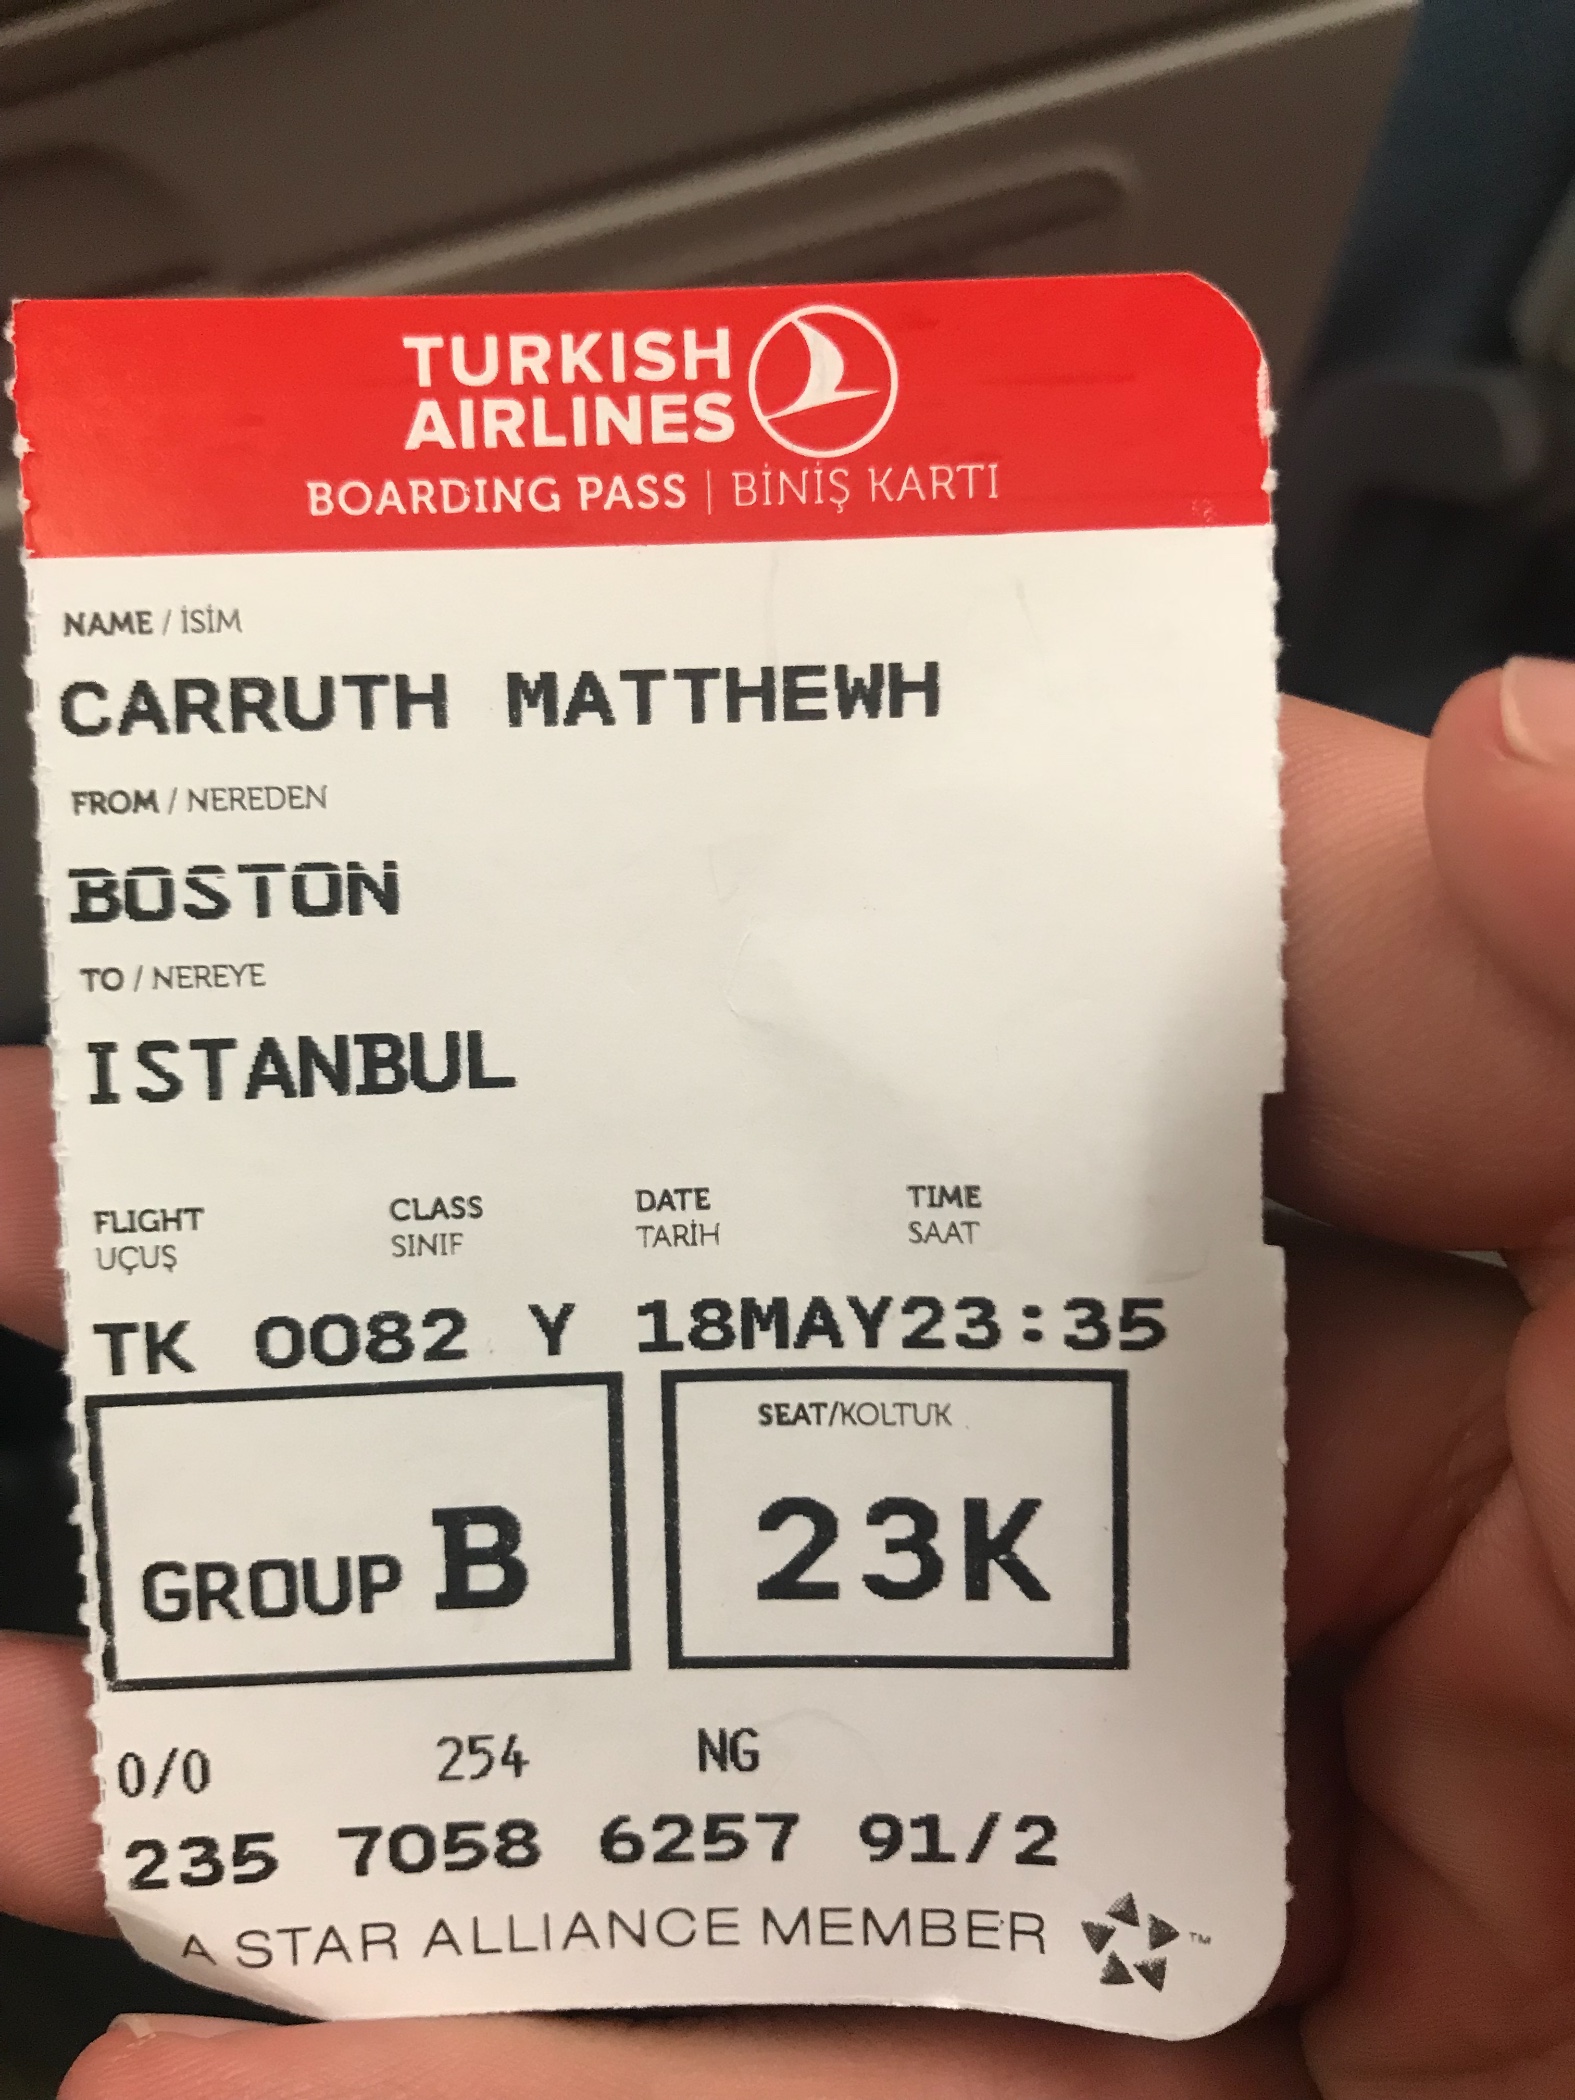 TURKISH
AIRLINES
BOARDING PASS | BİNİŞ KARTI
NAME / İSİM
CARRUTH MATTHEWH
FROM / NEREDEN
BOSTON
TO / NEREYE
ISTANBUL
FLIGHT CLASS DATE TIME
UÇUŞ SINIF TARİH SAAT
TK 0082 Y 18MAY23:35
SEAT/KOLTUK
GROUP B 23K
0/0 254 NG
235 7058 6257 91/2
A STAR ALLIANCE MEMBER ™